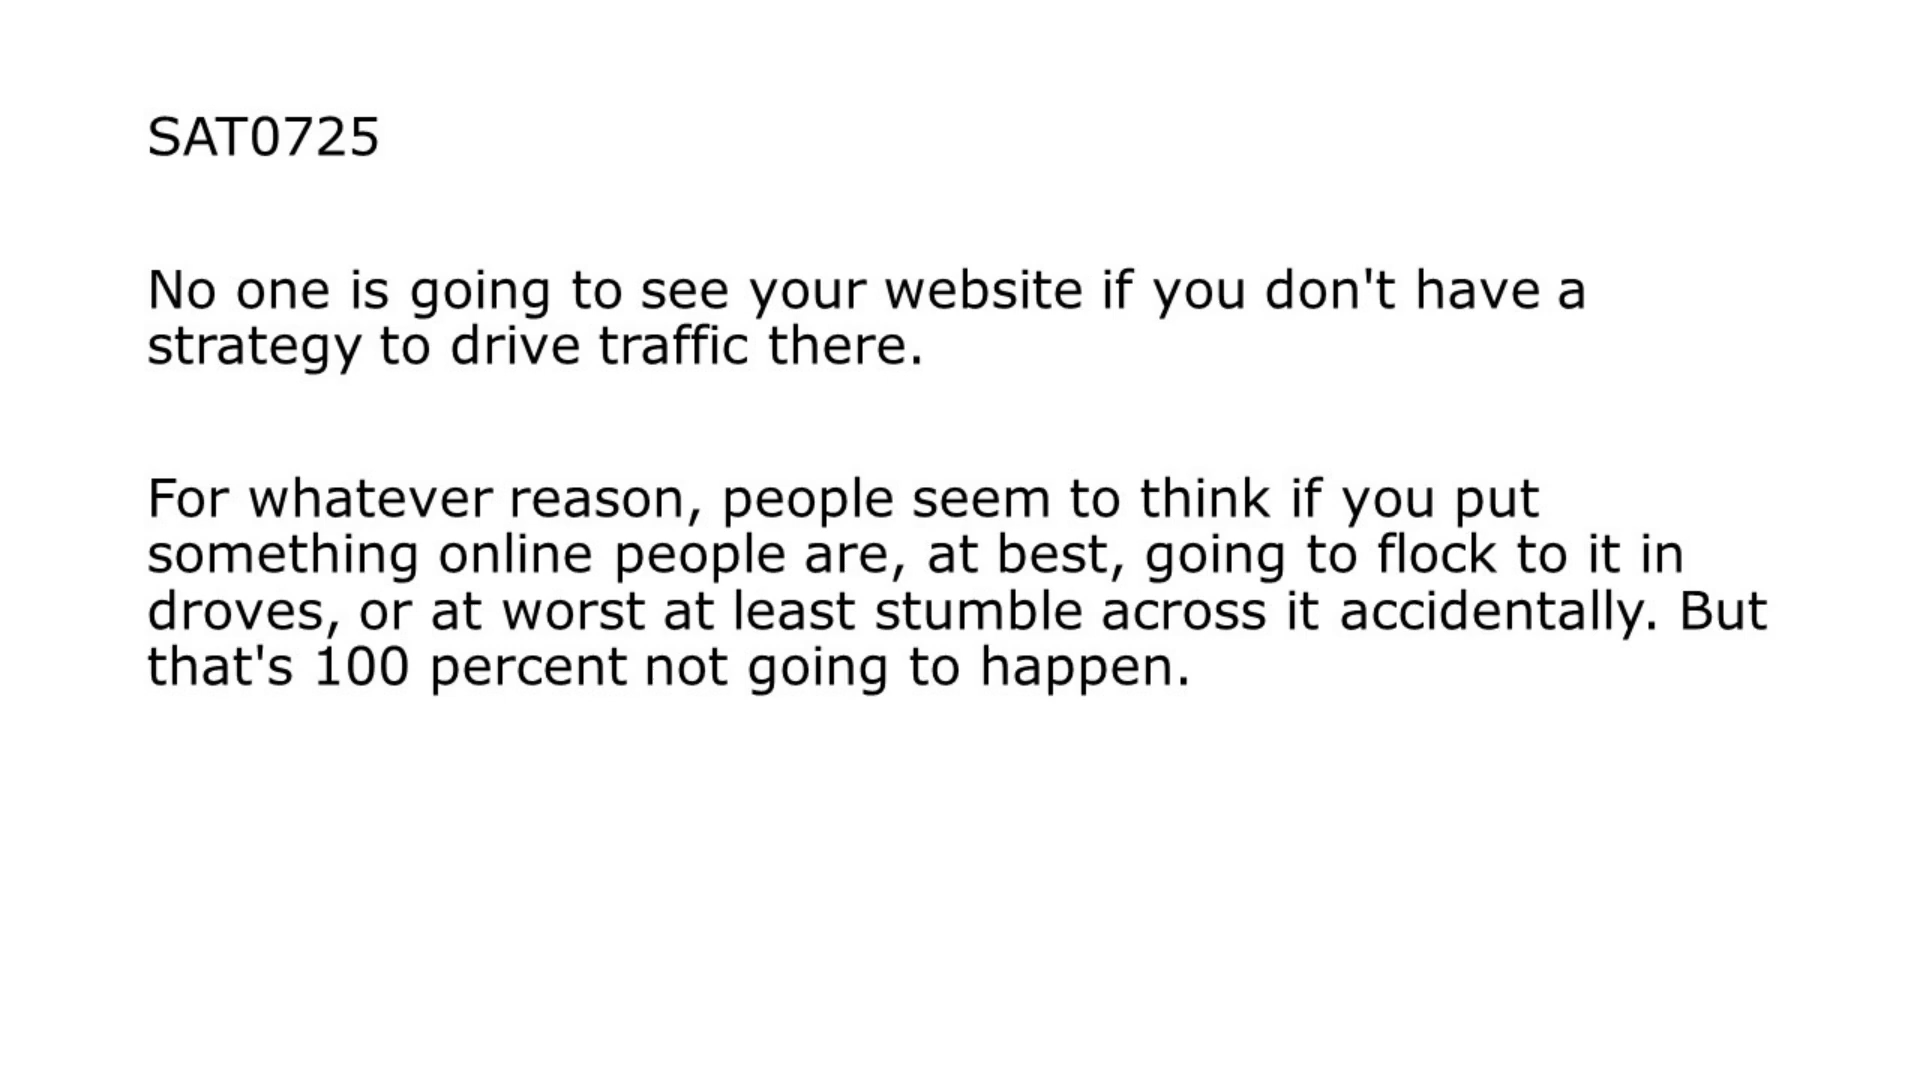 SAT0725
No one is going to see your website if you don't have a
strategy to drive traffic there.
For whatever reason, people seem to think if you put
something online people are, at best, going to flock to it in
droves, or at worst at least stumble across it accidentally. But
that's 100 percent not going to happen.